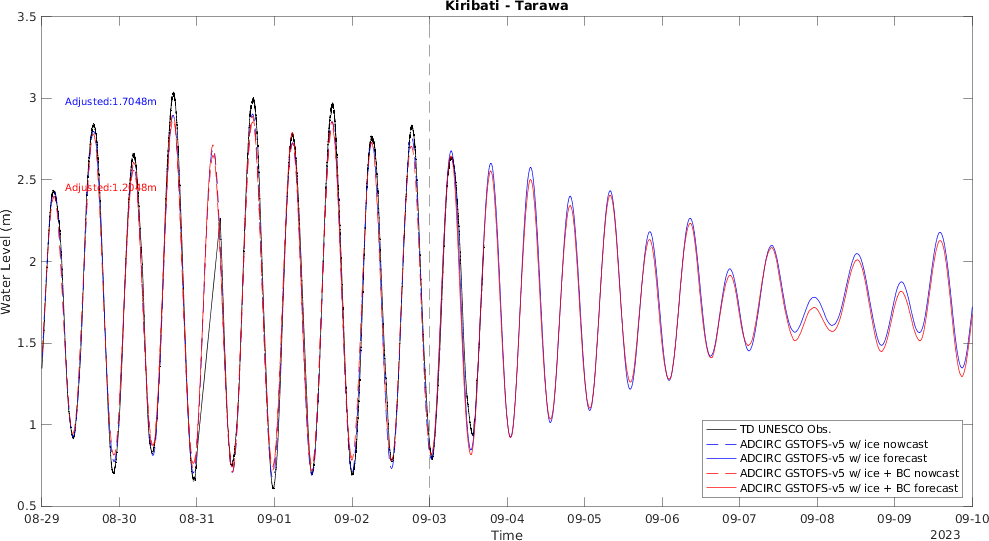 Kiribati - Tarawa
3.5
3
2.5
2
1.5
1
0.5
Water Level (m)
Adjusted:1.7048m
Adjusted:1.2048m
TD UNESCO Obs.
ADCIRC GSTOFS-v5 w/ ice nowcast
ADCIRC GSTOFS-v5 w/ ice forecast
ADCIRC GSTOFS-v5 w/ ice + BC nowcast
ADCIRC GSTOFS-v5 w/ ice + BC forecast
08-29 08-30 08-31 09-01 09-02 09-03 09-04 09-05 09-06 09-07 09-08 09-09 09-10
Time
2023